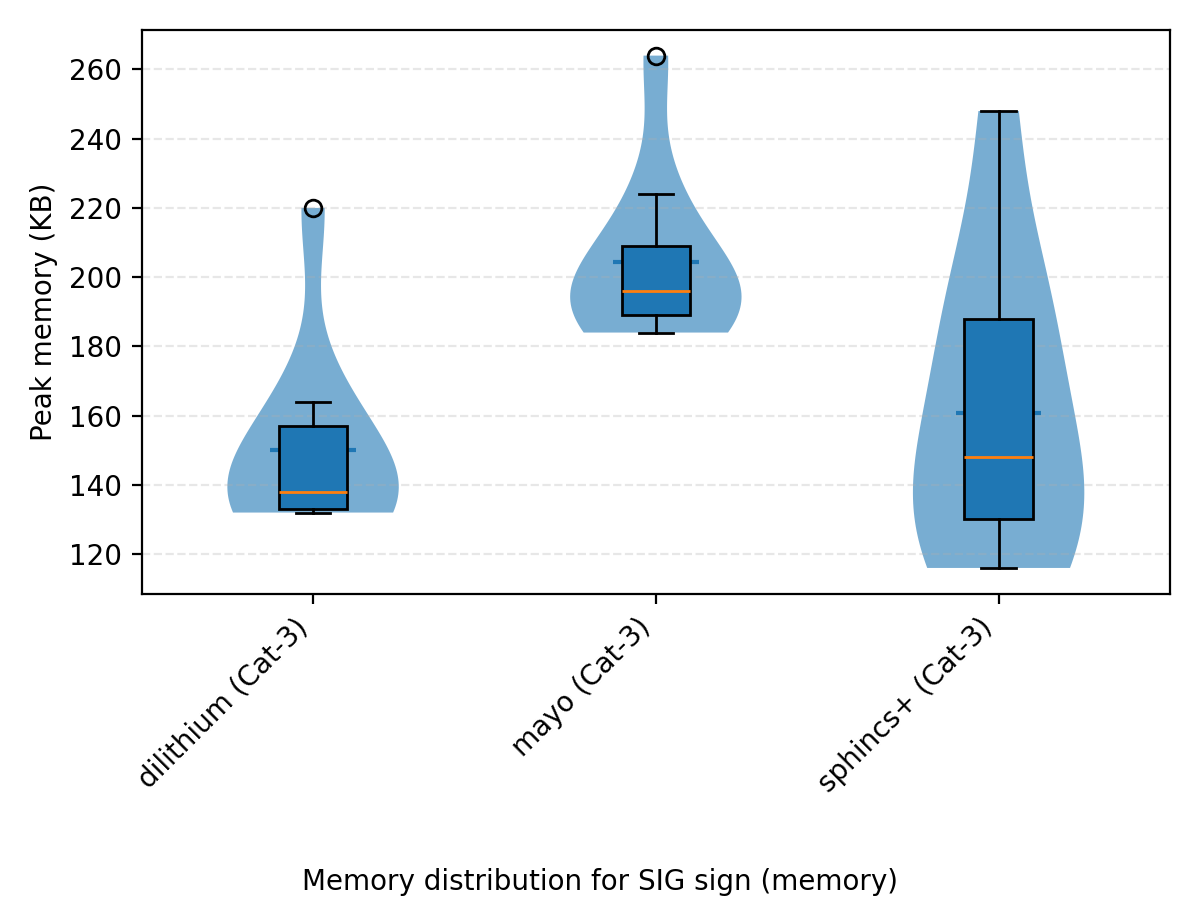 Peak memory (KB)
260
240
220
200
180
160
140
120
dilithium (Cat-3)
mayo (Cat-3)
sphincs+ (Cat-3)
Memory distribution for SIG sign (memory)